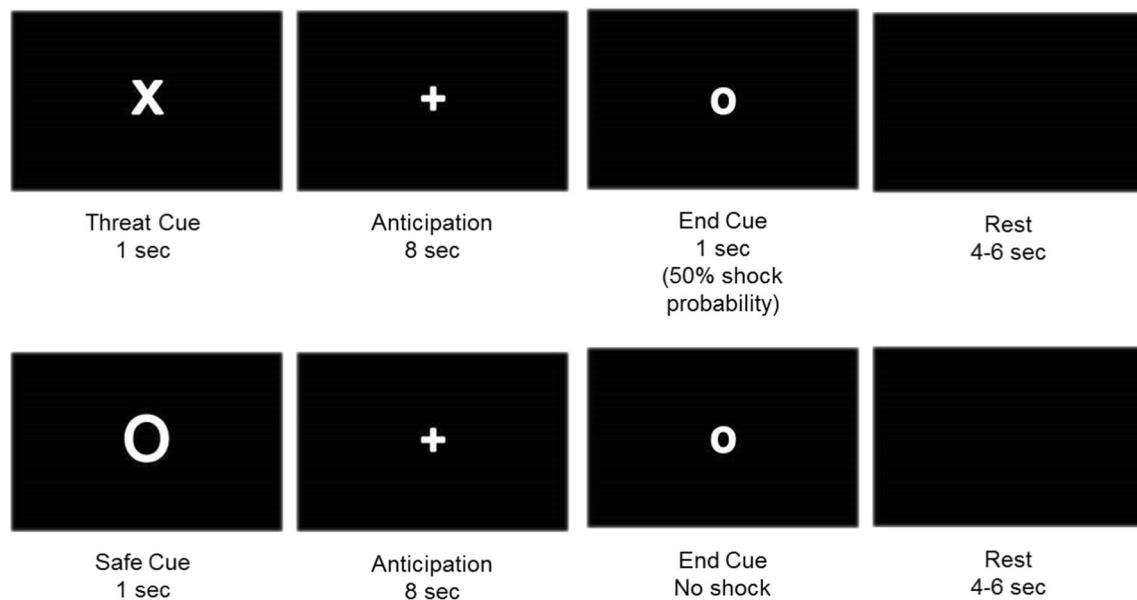 X
+
o
Threat Cue
1 sec
Anticipation
8 sec
End Cue
1 sec
(50% shock
probability)
Rest
4-6 sec
O
+
o
Safe Cue
1 sec
Anticipation
8 sec
End Cue
No shock
Rest
4-6 sec